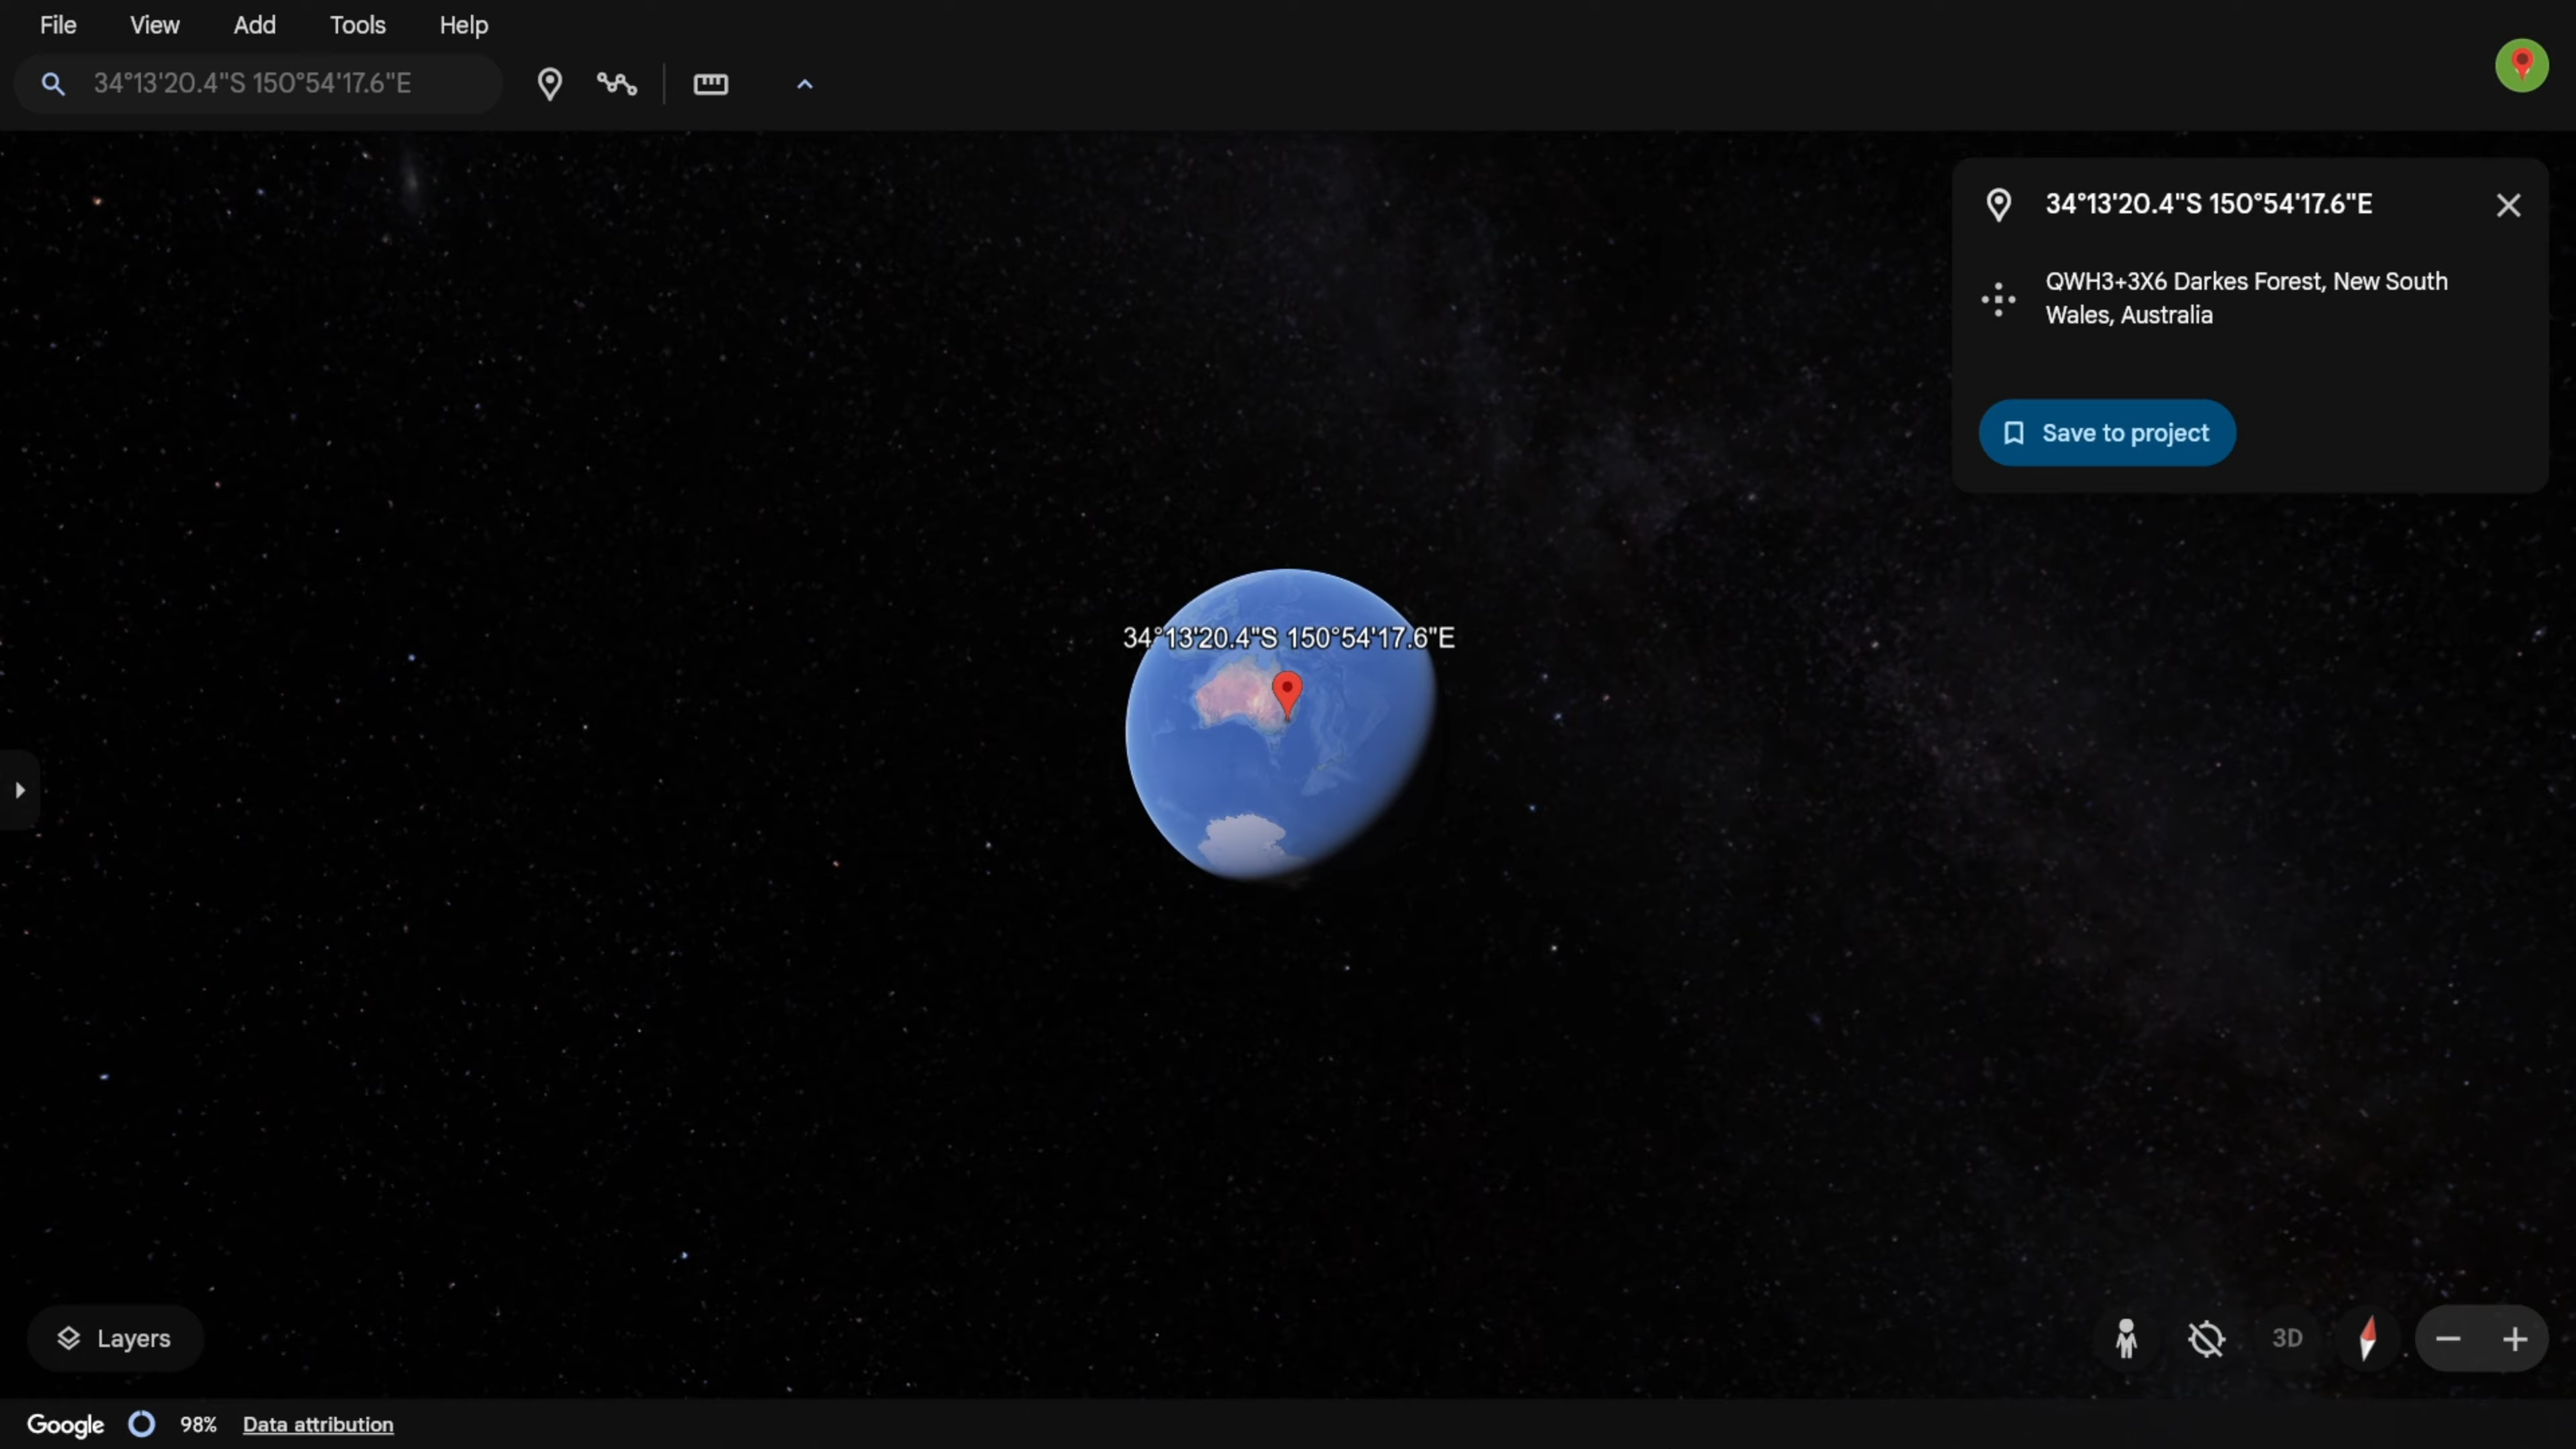 File View Add Tools Help
34°13'20.4"S 150°54'17.6"E
34°13'20.4"S 150°54'17.6"E
QWH3+3X6 Darkes Forest, New South
Wales, Australia
Save to project
34°13'20.4"S 150°54'17.6"E
Layers
3D
Google 98% Data attribution